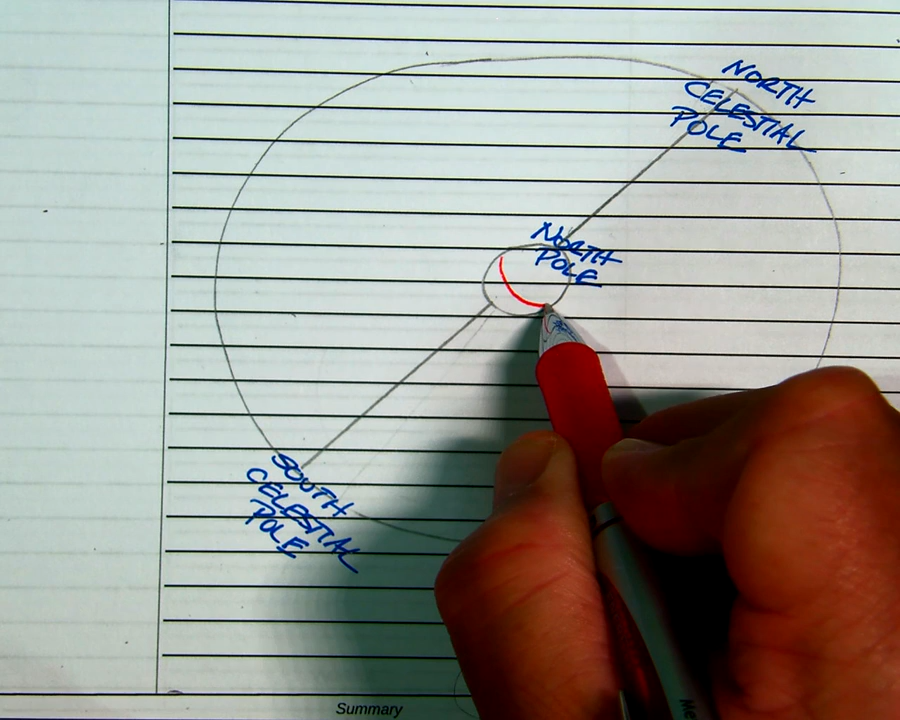 NORTH
CELESTIAL
POLE
NORTH
POLE
SOUTH
CELESTIAL
POLE
Summary